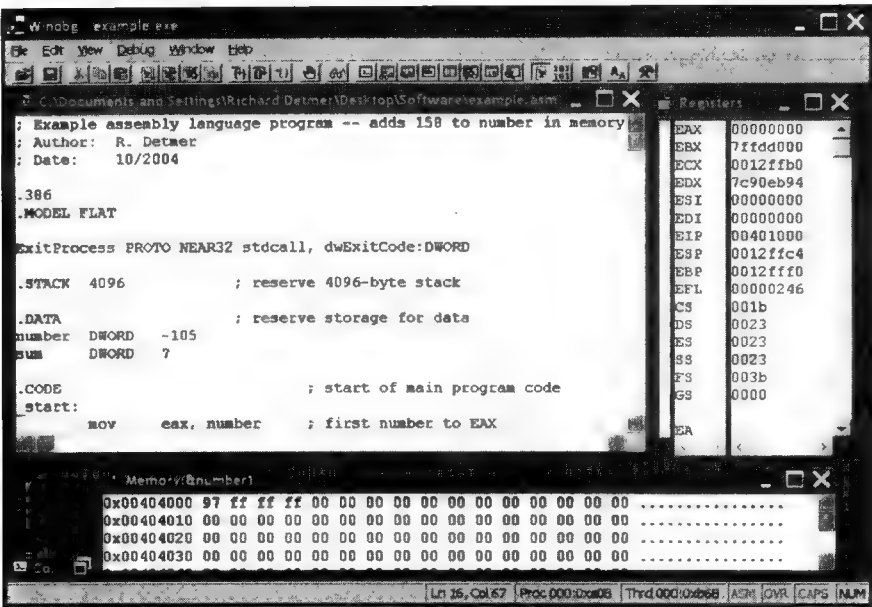 Windbg example.exe
File Edit View Debug Window Help
C:\Documents and Settings\Richard Detmer\Desktop\Software\example.asm
; Example assembly language program -- adds 158 to number in memory
; Author: R. Detmer
; Date: 10/2004
.386
.MODEL FLAT
ExitProcess PROTO NEAR32 stdcall, dwExitCode:DWORD
.STACK 4096 ; reserve 4096-byte stack
.DATA ; reserve storage for data
number DWORD -105
sum DWORD ?
.CODE ; start of main program code
_start:
mov eax, number ; first number to EAX
Registers
EAX 00000000
EBX 7ffdd000
ECX 0012ffb0
EDX 7c90eb94
ESI 00000000
EDI 00000000
EIP 00401000
ESP 0012ffc4
EBP 0012fff0
EFL 00000246
CS 001b
DS 0023
ES 0023
SS 0023
FS 003b
GS 0000
EA
Memory(&number)
0x00404000 97 ff ff ff 00 00 00 00 00 00 00 00 00 00 00 00 ................
0x00404010 00 00 00 00 00 00 00 00 00 00 00 00 00 00 00 00 ................
0x00404020 00 00 00 00 00 00 00 00 00 00 00 00 00 00 00 00 ................
0x00404030 00 00 00 00 00 00 00 00 00 00 00 00 00 00 00 00 ................
Co.
Ln 16, Col 67 Proc 000:0xa08 Thrd 000:0xb68 ASM OVR CAPS NUM